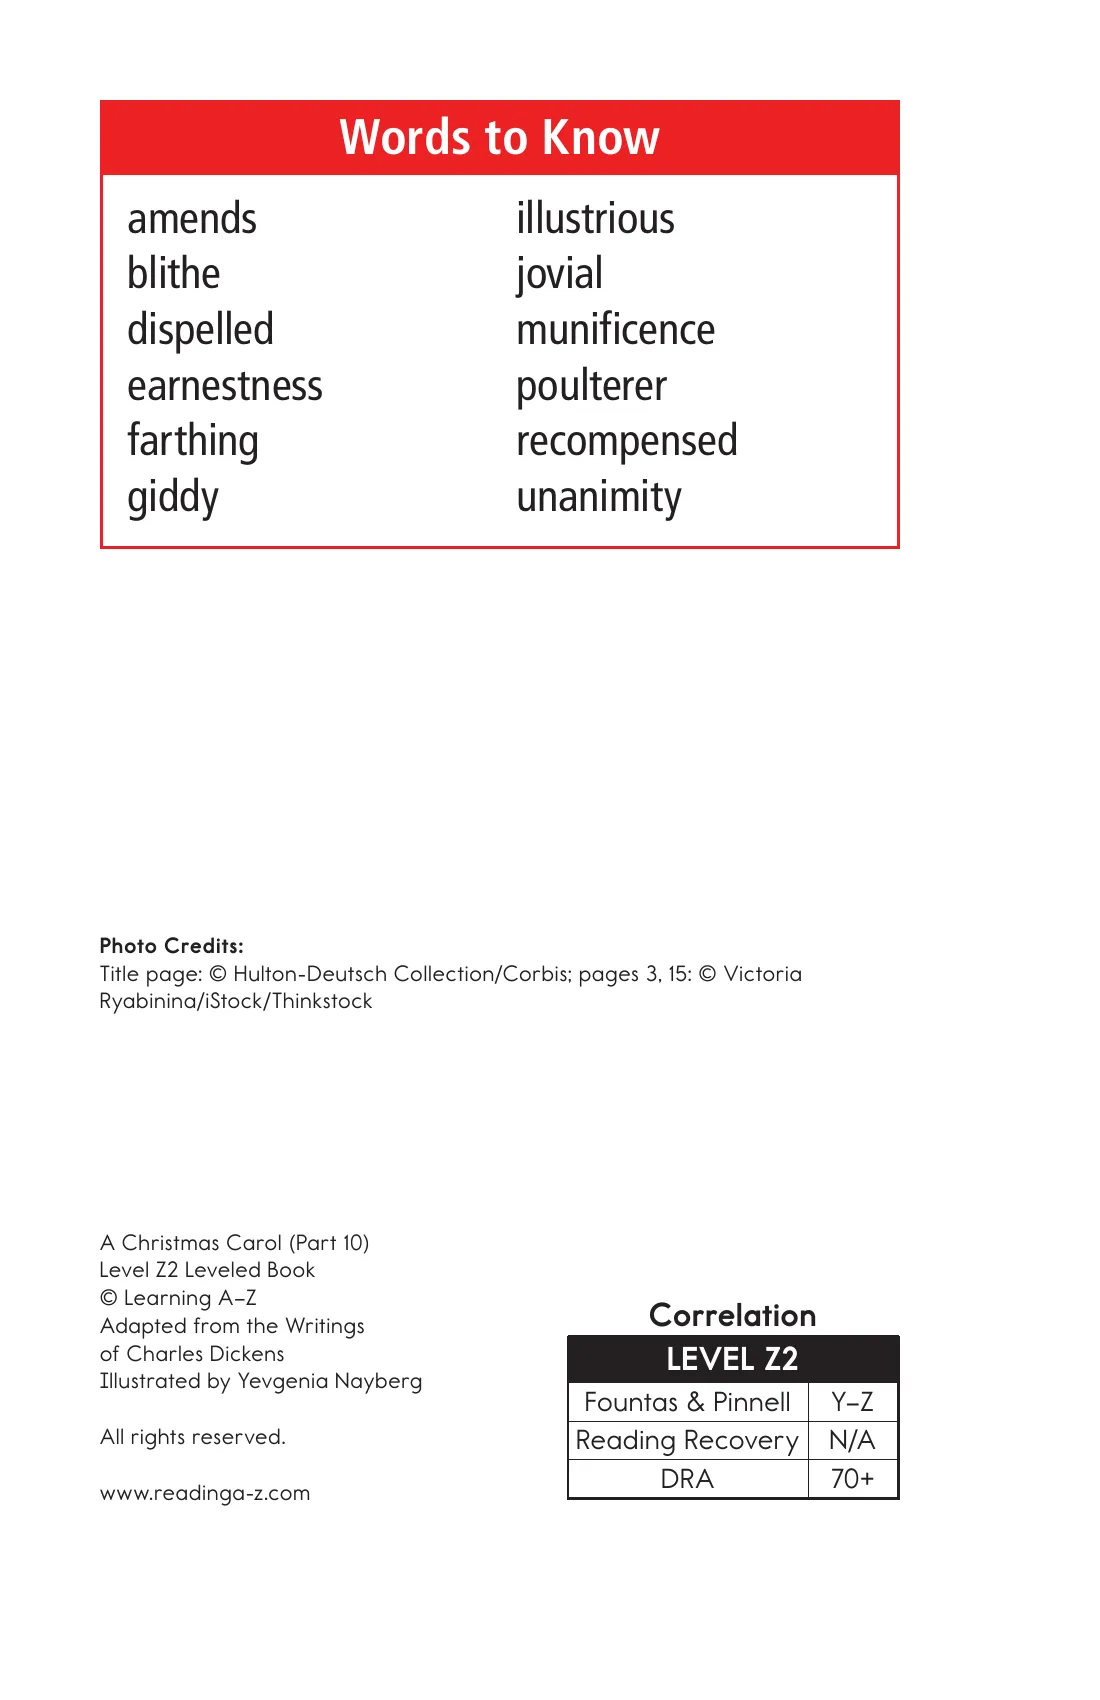 Words to Know
amends
blithe
dispelled
earnestness
farthing
giddy
illustrious
jovial
munificence
poulterer
recompensed
unanimity
Photo Credits:
Title page: © Hulton-Deutsch Collection/Corbis; pages 3, 15: © Victoria
Ryabinina/iStock/Thinkstock
A Christmas Carol (Part 10)
Level Z2 Leveled Book
© Learning A–Z
Adapted from the Writings
of Charles Dickens
Illustrated by Yevgenia Nayberg
All rights reserved.
www.readinga-z.com
Correlation
LEVEL Z2
Fountas & Pinnell Y–Z
Reading Recovery N/A
DRA 70+